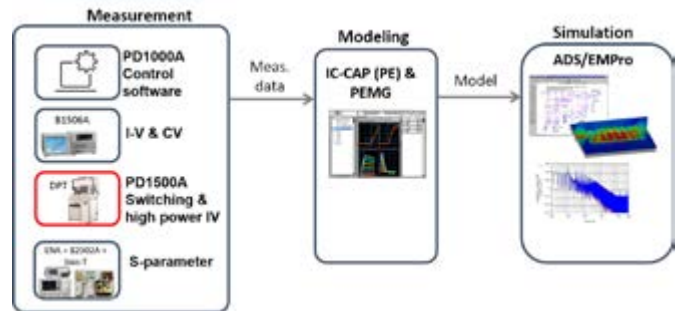 Measurement
PD1000A
Control
software
B1506A
I-V & CV
DPT
PD1500A
Switching &
high power IV
S-parameter
Meas.
data
Modeling
IC-CAP (PE) &
PEMG
Model
Simulation
ADS/EMPro